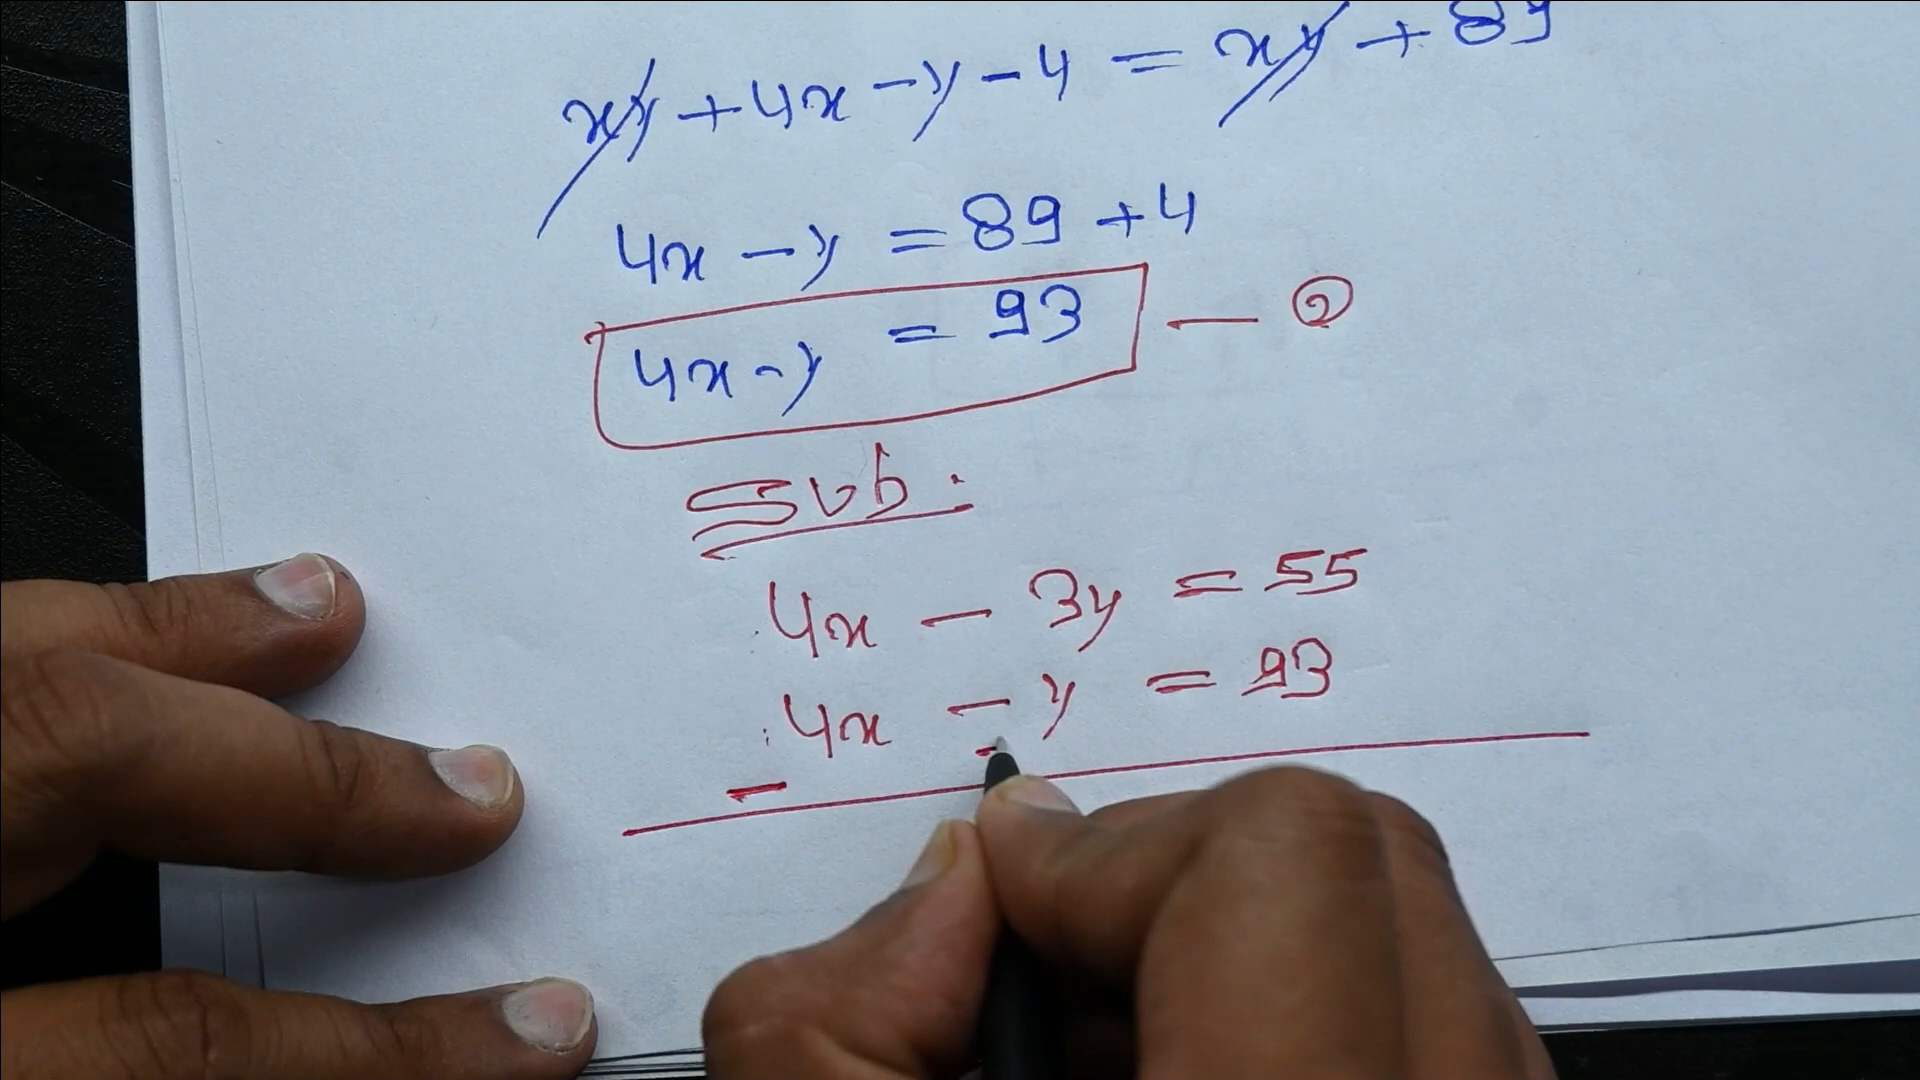 xy + 4x - y - 4 = xy + 89
4x - y = 89 + 4
4x - y = 93 — ②
Sub:
4x - 3y = 55
4x - y = 93
- -